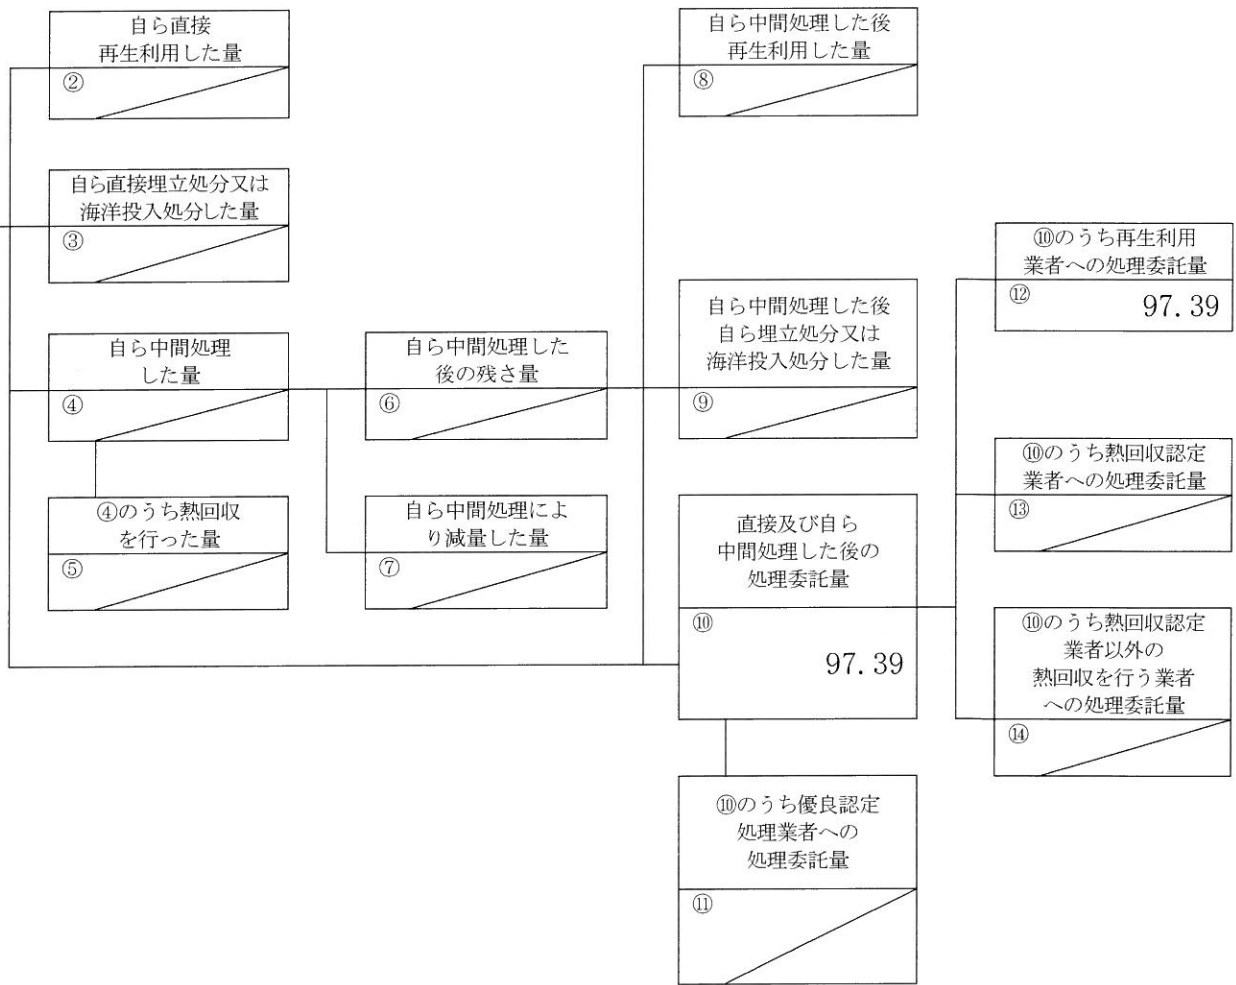 自ら直接
再生利用した量
②
自ら直接埋立処分又は
海洋投入処分した量
③
自ら中間処理
した量
④
④のうち熱回収
を行った量
⑤
自ら中間処理した
後の残さ量
⑥
自ら中間処理によ
り減量した量
⑦
自ら中間処理した後
再生利用した量
⑧
自ら中間処理した後
自ら埋立処分又は
海洋投入処分した量
⑨
直接及び自ら
中間処理した後の
処理委託量
⑩
97.39
⑩のうち優良認定
処理業者への
処理委託量
⑪
⑩のうち再生利用
業者への処理委託量
⑫
97.39
⑩のうち熱回収認定
業者への処理委託量
⑬
⑩のうち熱回収認定
業者以外の
熱回収を行う業者
への処理委託量
⑭